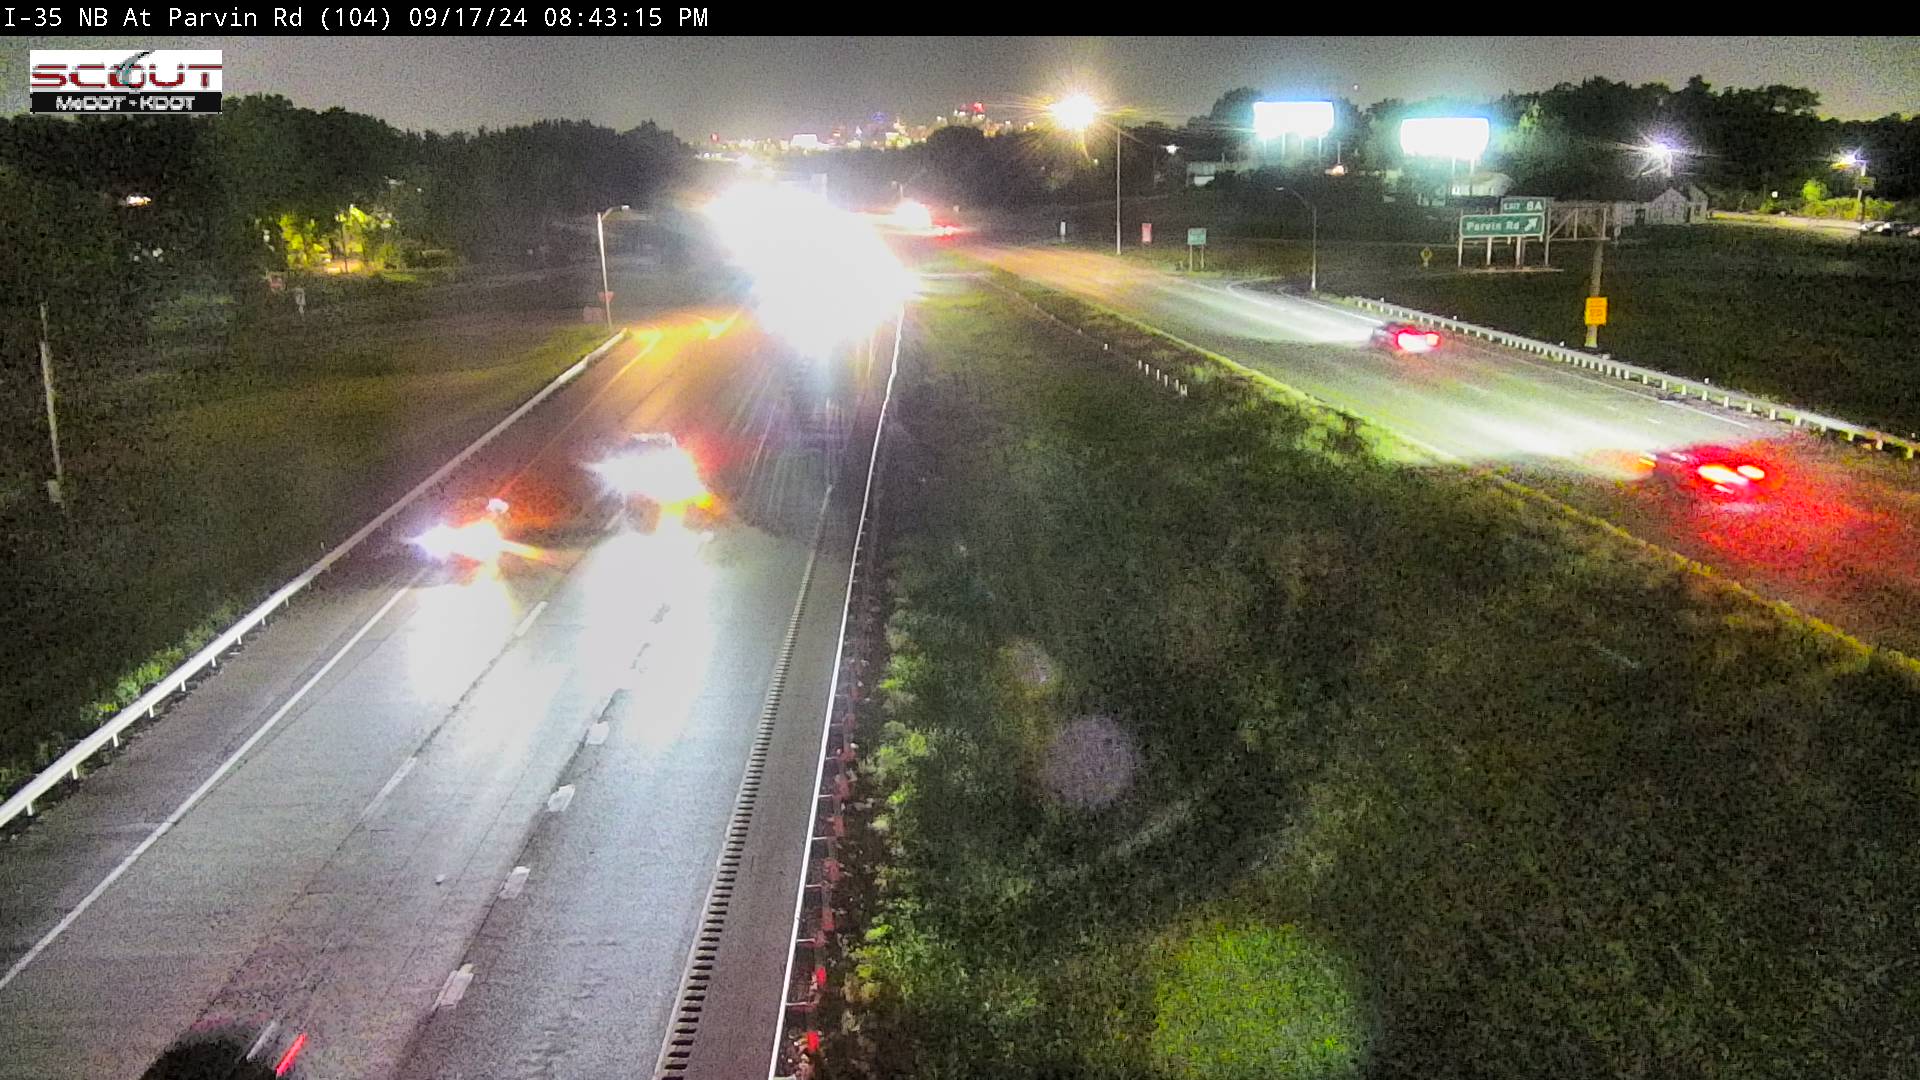 I-35 NB At Parvin Rd (104) 09/17/24 08:43:15 PM
SCOUT
MoDOT - KDOT
EXIT 8A
Parvin Rd